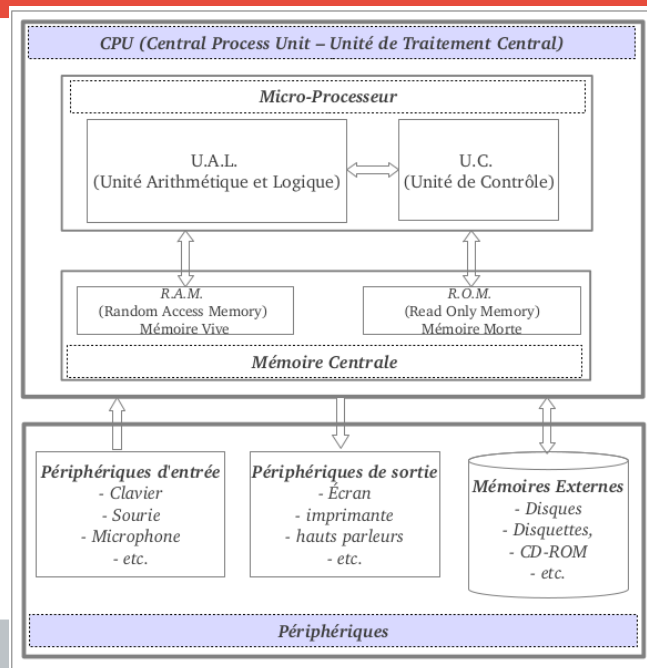 CPU (Central Process Unit – Unité de Traitement Central)
Micro-Processeur
U.A.L.
(Unité Arithmétique et Logique)
U.C.
(Unité de Contrôle)
R.A.M.
(Random Access Memory)
Mémoire Vive
R.O.M.
(Read Only Memory)
Mémoire Morte
Mémoire Centrale
Périphériques d'entrée
- Clavier
- Sourie
- Microphone
- etc.
Périphériques de sortie
- Écran
- imprimante
- hauts parleurs
- etc.
Mémoires Externes
- Disques
- Disquettes,
- CD-ROM
- etc.
Périphériques